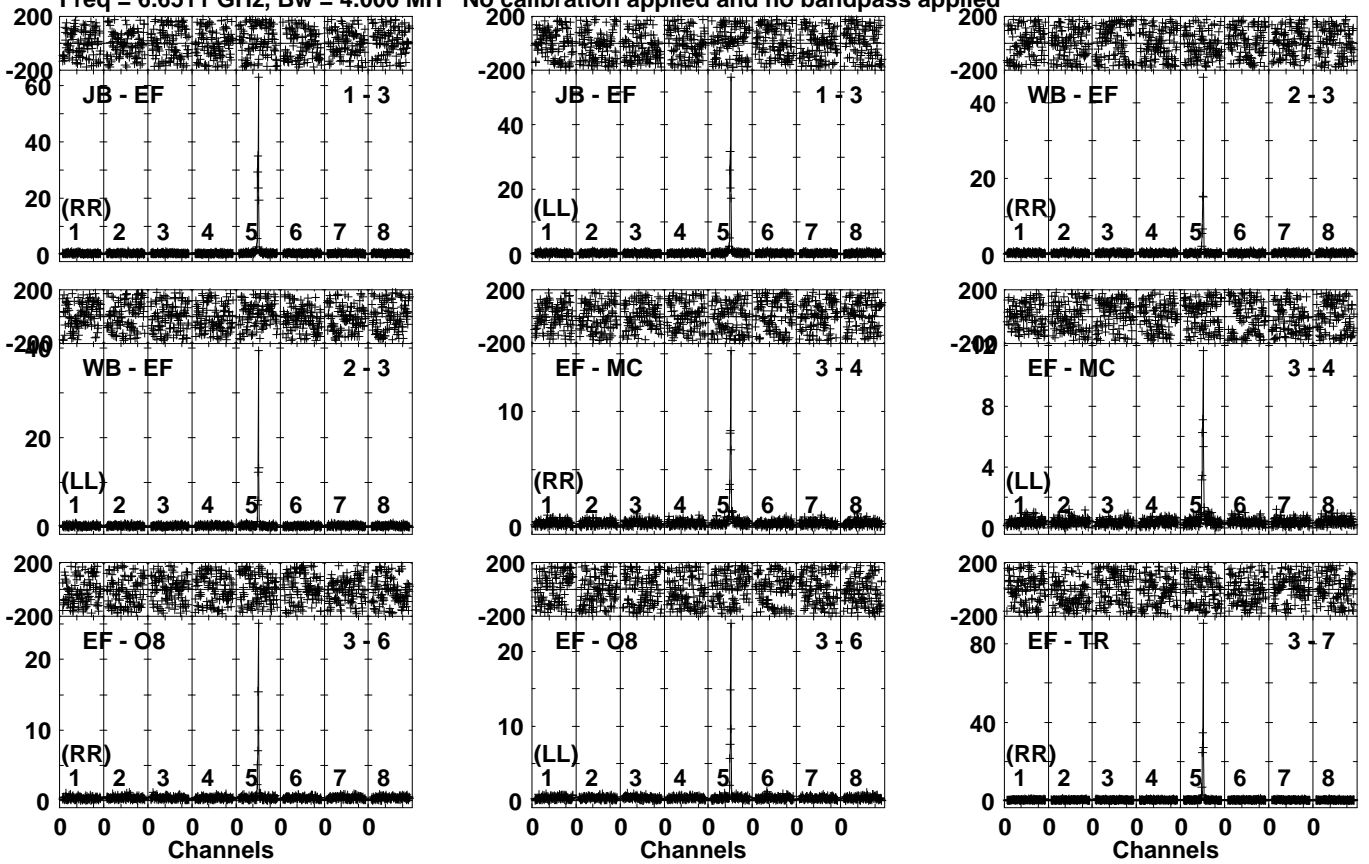 Freq = 6.6511 GHz, Bw = 4.000 MH No calibration applied and no bandpass applied
200 200 200
-200 -200 -200
60 JB - EF 1 - 3 JB - EF 1 - 3 WB - EF 2 - 3
40 40 40
20 20 20
(RR) (LL) (RR)
1 2 3 4 5 6 7 8 1 2 3 4 5 6 7 8 1 2 3 4 5 6 7 8
0 0 0
200 200 200
-200 -200 -200
40 12
WB - EF 2 - 3 EF - MC 3 - 4 EF - MC 3 - 4
10 8
20
4
(LL) (RR) (LL)
1 2 3 4 5 6 7 8 1 2 3 4 5 6 7 8 1 2 3 4 5 6 7 8
0 0 0
200 200 200
-200 -200 -200
EF - O8 3 - 6 EF - O8 3 - 6 EF - TR 3 - 7
20 20 80
10 10 40
(RR) (LL) (RR)
1 2 3 4 5 6 7 8 1 2 3 4 5 6 7 8 1 2 3 4 5 6 7 8
0 0 0
0 0 0 0 0 0 0 0 0 0 0 0 0 0 0 0 0 0 0 0 0 0 0 0
Channels Channels Channels